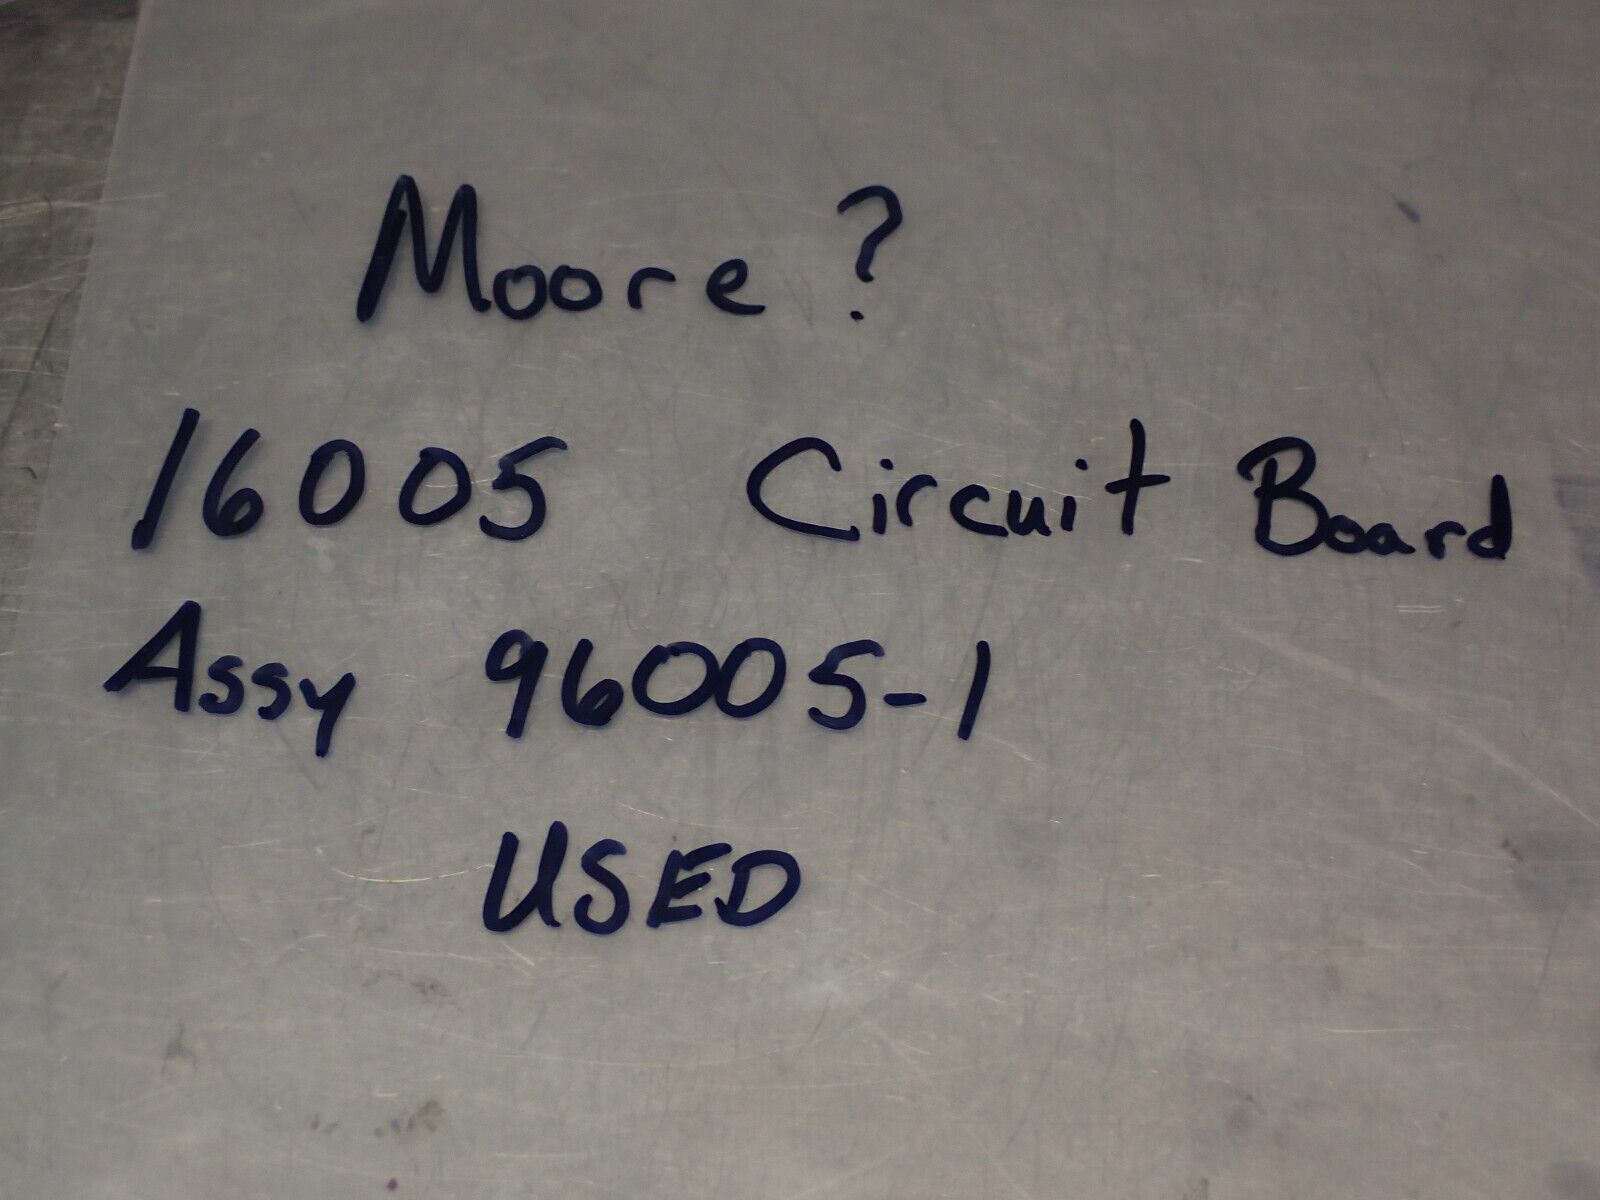 Moore ?
16005 Circuit Board
Assy 96005-1
USED